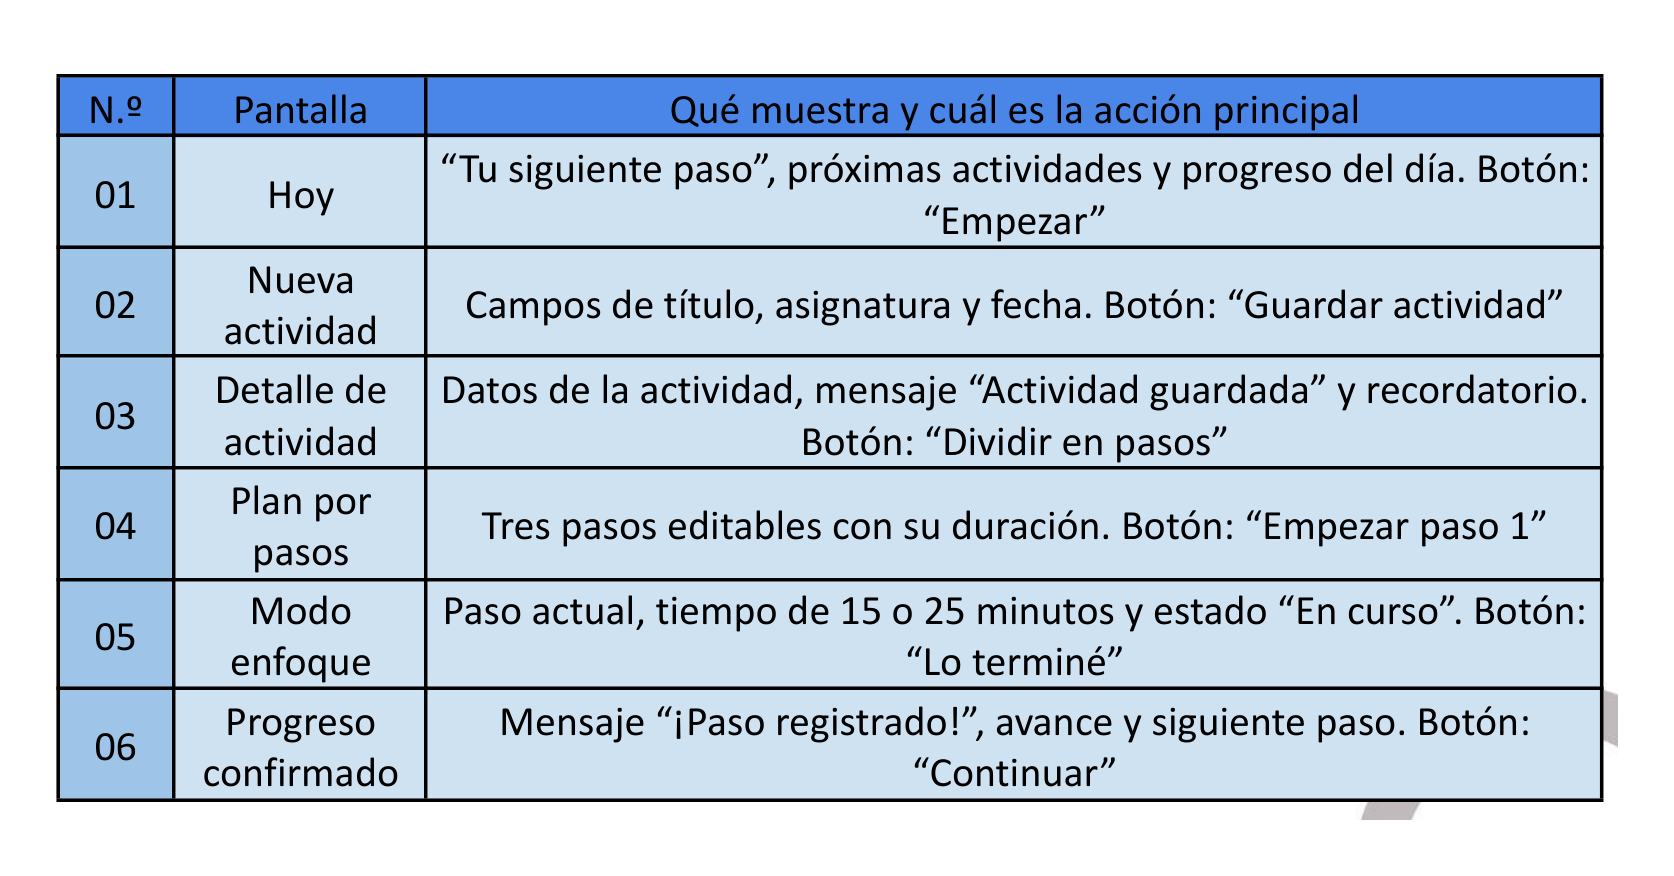 N.º Pantalla Qué muestra y cuál es la acción principal
01 Hoy “Tu siguiente paso”, próximas actividades y progreso del día. Botón:
“Empezar”
02 Nueva
actividad Campos de título, asignatura y fecha. Botón: “Guardar actividad”
03 Detalle de
actividad Datos de la actividad, mensaje “Actividad guardada” y recordatorio.
Botón: “Dividir en pasos”
04 Plan por
pasos Tres pasos editables con su duración. Botón: “Empezar paso 1”
05 Modo
enfoque Paso actual, tiempo de 15 o 25 minutos y estado “En curso”. Botón:
“Lo terminé”
06 Progreso
confirmado Mensaje “¡Paso registrado!”, avance y siguiente paso. Botón:
“Continuar”